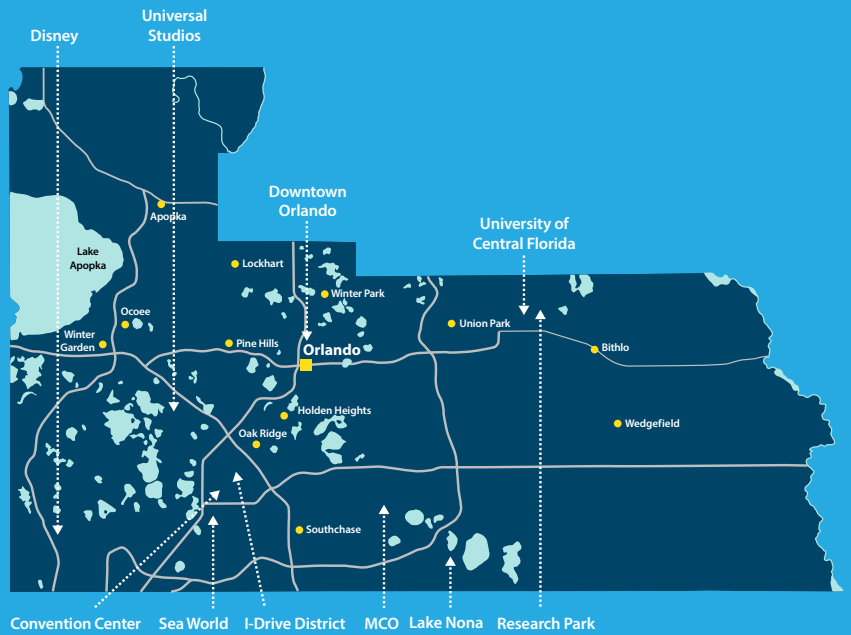 Universal
Studios
Disney
Downtown
Orlando
University of
Central Florida
Apopka
Lake
Apopka
Lockhart
Winter Park
Ocoee
Union Park
Winter
Garden
Pine Hills
Orlando
Bithlo
Holden Heights
Oak Ridge
Wedgefield
Southchase
Convention Center
Sea World
I-Drive District
MCO
Lake Nona
Research Park